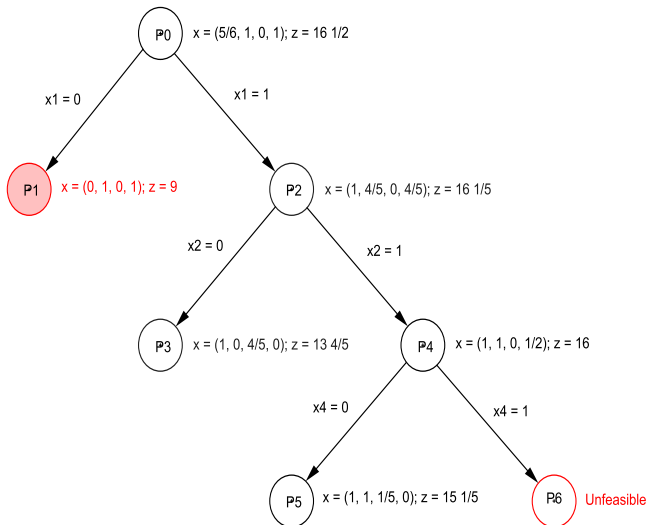 P0 x = (5/6, 1, 0, 1); z = 16 1/2
x1 = 0 x1 = 1
P1 x = (0, 1, 0, 1); z = 9 P2 x = (1, 4/5, 0, 4/5); z = 16 1/5
x2 = 0 x2 = 1
P3 x = (1, 0, 4/5, 0); z = 13 4/5 P4 x = (1, 1, 0, 1/2); z = 16
x4 = 0 x4 = 1
P5 x = (1, 1, 1/5, 0); z = 15 1/5 P6 Unfeasible